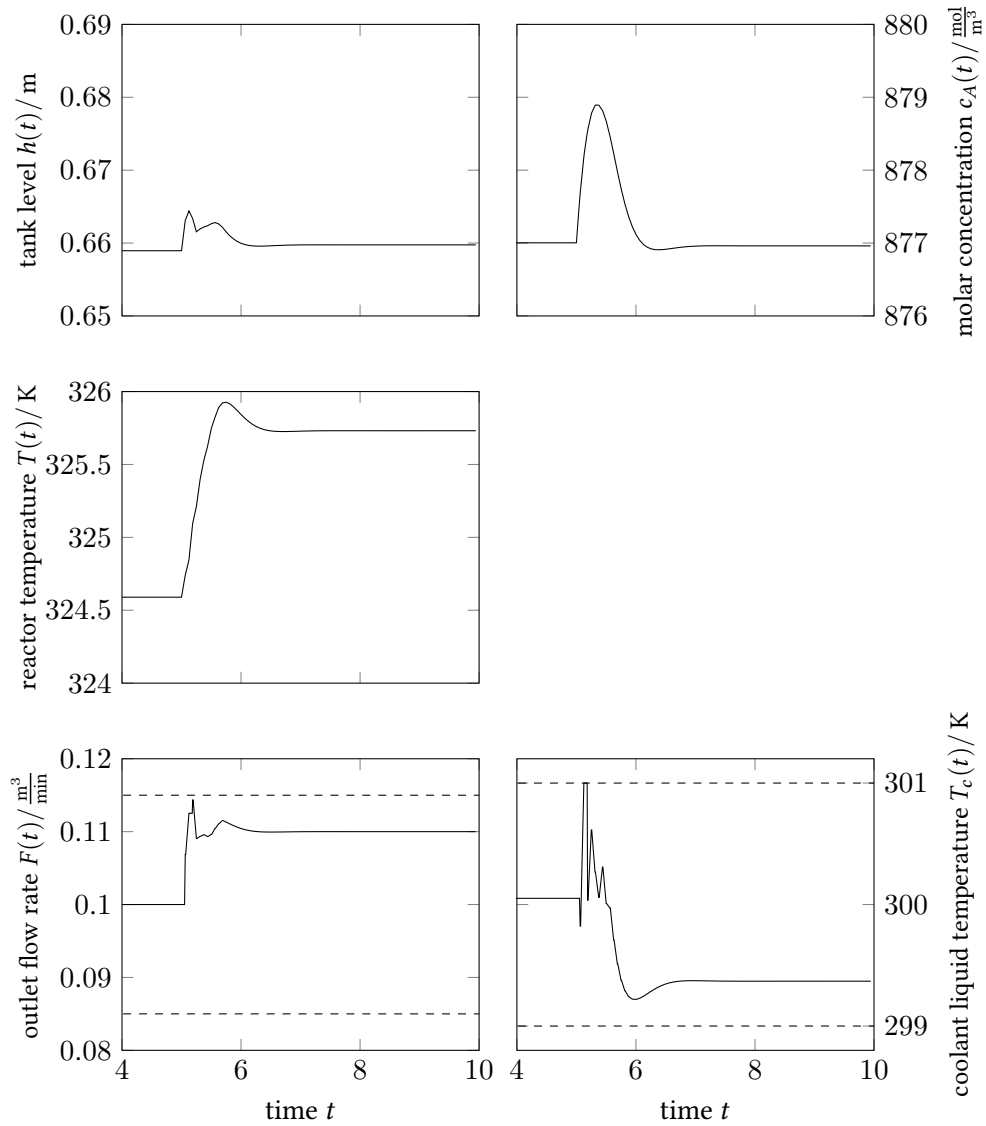 0.69
0.68
0.67
0.66
0.65
tank level h(t)/ m
880
879
878
877
876
molar concentration c_A(t)/ mol/m³
326
325.5
325
324.5
324
reactor temperature T(t)/ K
0.12
0.11
0.1
0.09
0.08
outlet flow rate F(t)/ m³/min
4 6 8 10
time t
301
300
299
coolant liquid temperature T_c(t)/ K
4 6 8 10
time t